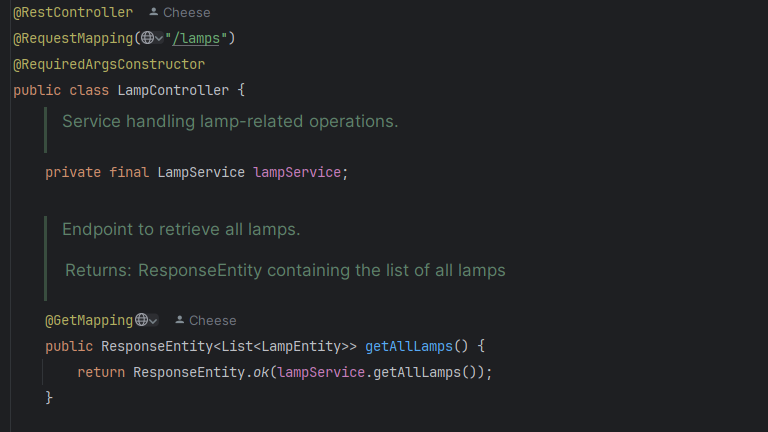 @RestController Cheese
@RequestMapping("/lamps")
@RequiredArgsConstructor
public class LampController {
Service handling lamp-related operations.
private final LampService lampService;
Endpoint to retrieve all lamps.
Returns: ResponseEntity containing the list of all lamps
@GetMapping Cheese
public ResponseEntity<List<LampEntity>> getAllLamps() {
return ResponseEntity.ok(lampService.getAllLamps());
}